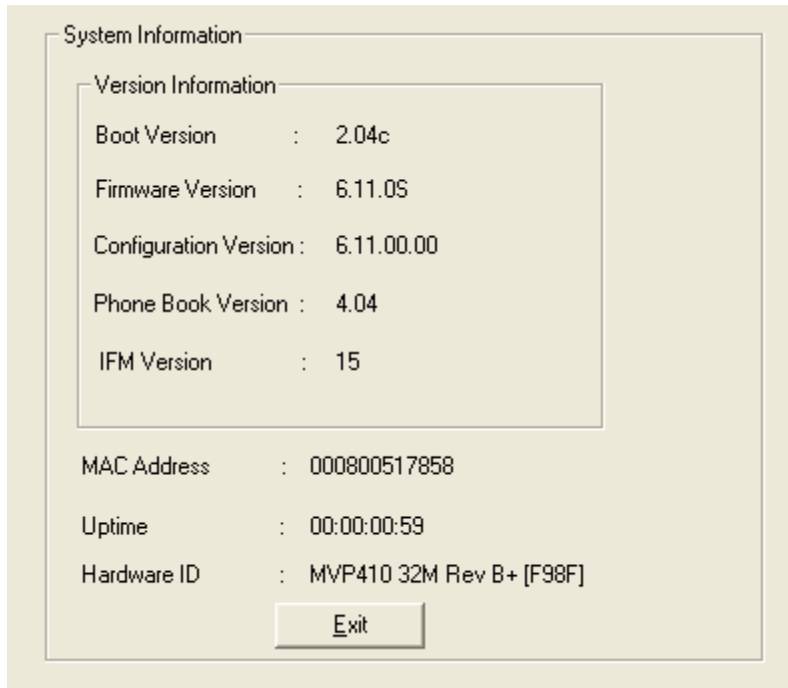 System Information
Version Information
Boot Version : 2.04c
Firmware Version : 6.11.0S
Configuration Version : 6.11.00.00
Phone Book Version : 4.04
IFM Version : 15
MAC Address : 000800517858
Uptime : 00:00:00:59
Hardware ID : MVP410 32M Rev B+ [F98F]
Exit